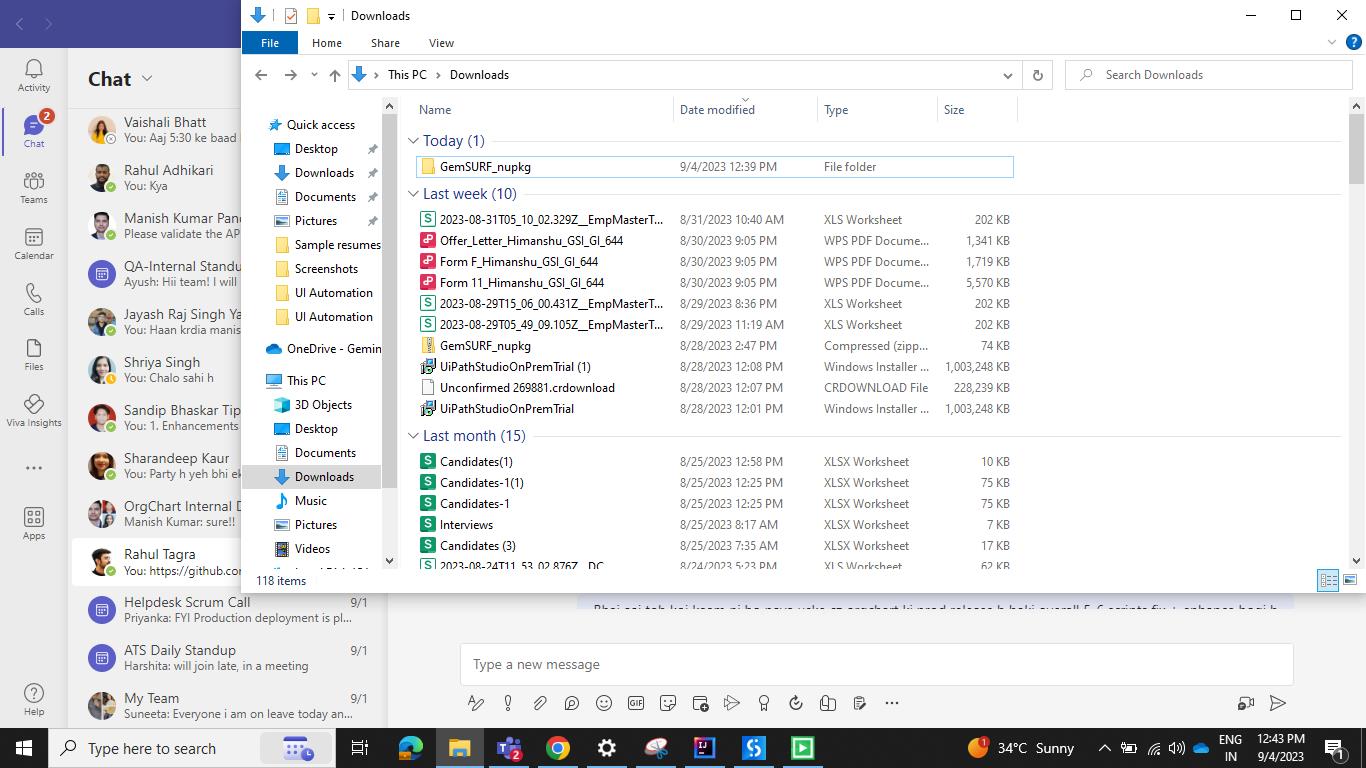 Downloads
File
Home
Share
View
This PC
Downloads
Search Downloads
Activity
Chat
2
Chat
Teams
Calendar
Calls
Files
Viva Insights
Apps
Help
Vaishali Bhatt
You: Aaj 5:30 ke baad
Rahul Adhikari
You: Kya
Manish Kumar Pan
Please validate the AP
QA-Internal Standu
Ayush: Hii team! I will
Jayash Raj Singh Ya
You: Haan krdia manis
Shriya Singh
You: Chalo sahi h
Sandip Bhaskar Tip
You: 1. Enhancements
Sharandeep Kaur
You: Party h yeh bhi ek
OrgChart Internal D
Manish Kumar: sure!!
Rahul Tagra
You: https://github.co
Helpdesk Scrum Call 9/1
Priyanka: FYI Production deployment is pl...
ATS Daily Standup 9/1
Harshita: will join late, in a meeting
My Team 9/1
Suneeta: Everyone i am on leave today an...
Quick access
Desktop
Downloads
Documents
Pictures
Sample resumes
Screenshots
UI Automation
UI Automation
OneDrive - Gemin
This PC
3D Objects
Desktop
Documents
Downloads
Music
Pictures
Videos
Name Date modified Type Size
Today (1)
GemSURF_nupkg 9/4/2023 12:39 PM File folder
Last week (10)
2023-08-31T05_10_02.329Z__EmpMasterT... 8/31/2023 10:40 AM XLS Worksheet 202 KB
Offer_Letter_Himanshu_GSI_GI_644 8/30/2023 9:05 PM WPS PDF Docume... 1,341 KB
Form F_Himanshu_GSI_GI_644 8/30/2023 9:05 PM WPS PDF Docume... 1,719 KB
Form 11_Himanshu_GSI_GI_644 8/30/2023 9:05 PM WPS PDF Docume... 5,570 KB
2023-08-29T15_06_00.431Z__EmpMasterT... 8/29/2023 8:36 PM XLS Worksheet 202 KB
2023-08-29T05_49_09.105Z__EmpMasterT... 8/29/2023 11:19 AM XLS Worksheet 202 KB
GemSURF_nupkg 8/28/2023 2:47 PM Compressed (zipp... 74 KB
UiPathStudioOnPremTrial (1) 8/28/2023 12:08 PM Windows Installer ... 1,003,248 KB
Unconfirmed 269881.crdownload 8/28/2023 12:07 PM CRDOWNLOAD File 228,239 KB
UiPathStudioOnPremTrial 8/28/2023 12:01 PM Windows Installer ... 1,003,248 KB
Last month (15)
Candidates(1) 8/25/2023 12:58 PM XLSX Worksheet 10 KB
Candidates-1(1) 8/25/2023 12:25 PM XLSX Worksheet 75 KB
Candidates-1 8/25/2023 12:25 PM XLSX Worksheet 75 KB
Interviews 8/25/2023 8:17 AM XLSX Worksheet 7 KB
Candidates (3) 8/25/2023 7:35 AM XLSX Worksheet 17 KB
2023-08-24T11_53_02.876Z__DC 8/24/2023 5:23 PM XLS Worksheet 62 KB
118 items
Type a new message
GIF
Type here to search
2
1
34°C Sunny
ENG
IN
12:43 PM
9/4/2023
1